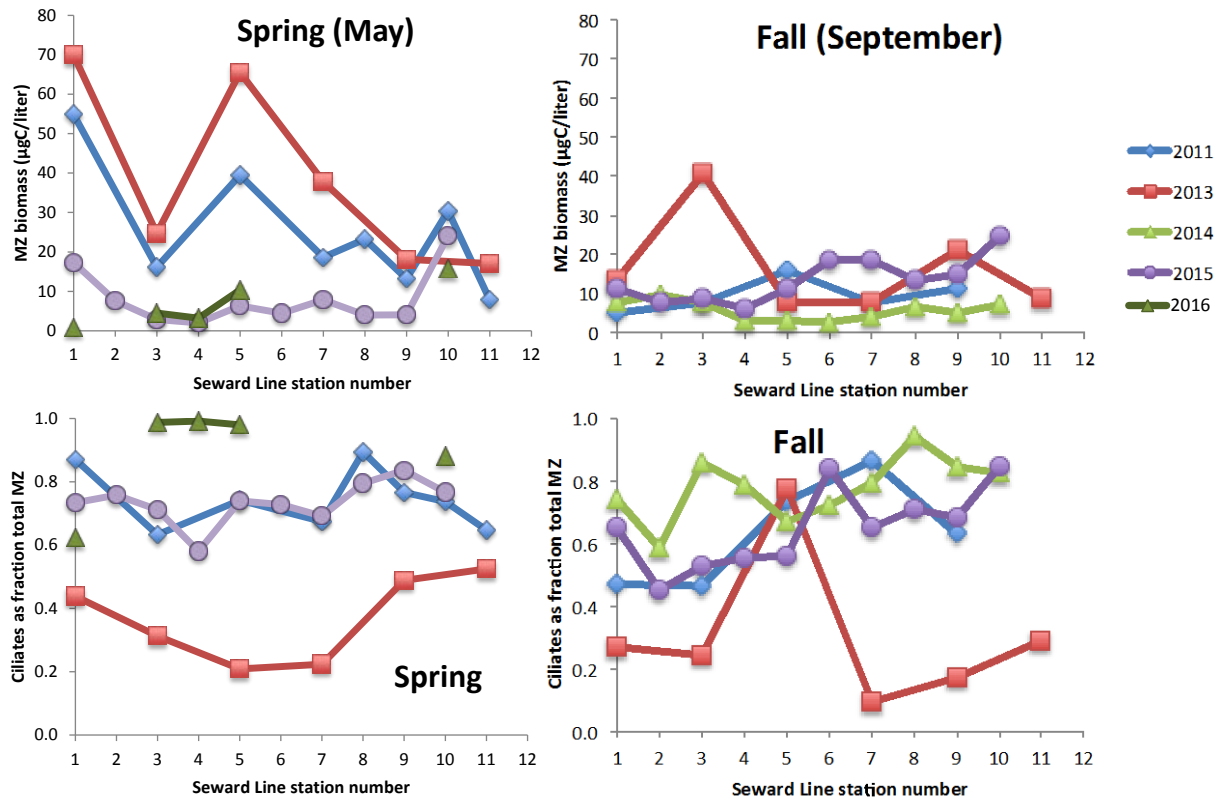 Spring (May)
MZ biomass (µgC/liter)
80
70
60
50
40
30
20
10
0
1 2 3 4 5 6 7 8 9 10 11 12
Seward Line station number
Fall (September)
MZ biomass (µgC/liter)
80
70
60
50
40
30
20
10
0
1 2 3 4 5 6 7 8 9 10 11 12
Seward Line station number
2011
2013
2014
2015
2016
Spring
Ciliates as fraction total MZ
1.0
0.8
0.6
0.4
0.2
0.0
1 2 3 4 5 6 7 8 9 10 11 12
Seward Line station number
Fall
Ciliates as fraction total MZ
1.0
0.8
0.6
0.4
0.2
0.0
1 2 3 4 5 6 7 8 9 10 11 12
Seward Line station number